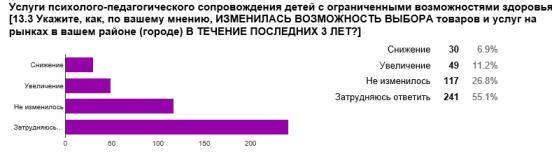 Услуги психолого-педагогического сопровождения детей с ограниченными возможностями здоровья
[13.3 Укажите, как, по вашему мнению, ИЗМЕНИЛАСЬ ВОЗМОЖНОСТЬ ВЫБОРА товаров и услуг на
рынках в вашем районе (городе) В ТЕЧЕНИЕ ПОСЛЕДНИХ 3 ЛЕТ?]
Снижение 30 6.9%
Увеличение 49 11.2%
Не изменилось 117 26.8%
Затрудняюсь ответить 241 55.1%
Снижение
Увеличение
Не изменилось
Затрудняюсь...
0 50 100 150 200